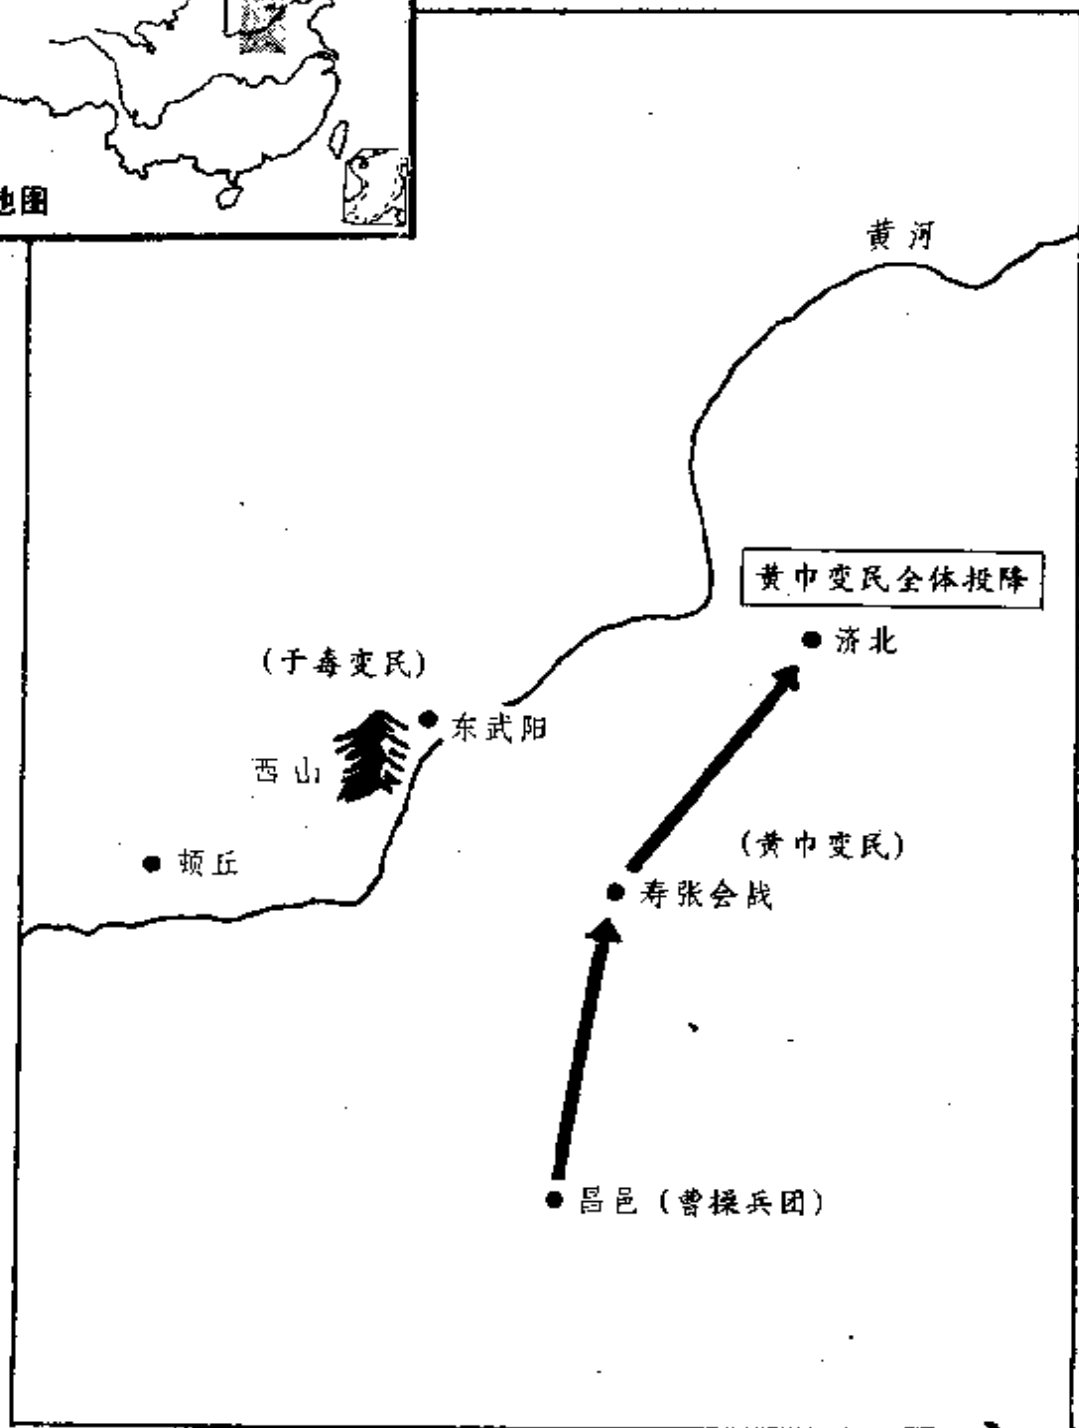 地图
黄河
黄巾变民全体投降
济北
(于毒变民)
东武阳
西山
顿丘
(黄巾变民)
寿张会战
昌邑(曹操兵团)